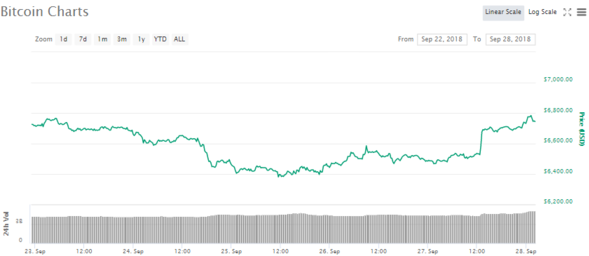 Bitcoin Charts
Linear Scale Log Scale
Zoom 1d 7d 1m 3m 1y YTD ALL
From Sep 22, 2018 To Sep 28, 2018
$7,000.00
$6,800.00
$6,600.00
$6,400.00
$6,200.00
Price (USD)
24h Vol
0
23. Sep 12:00 24. Sep 12:00 25. Sep 12:00 26. Sep 12:00 27. Sep 12:00 28. Sep